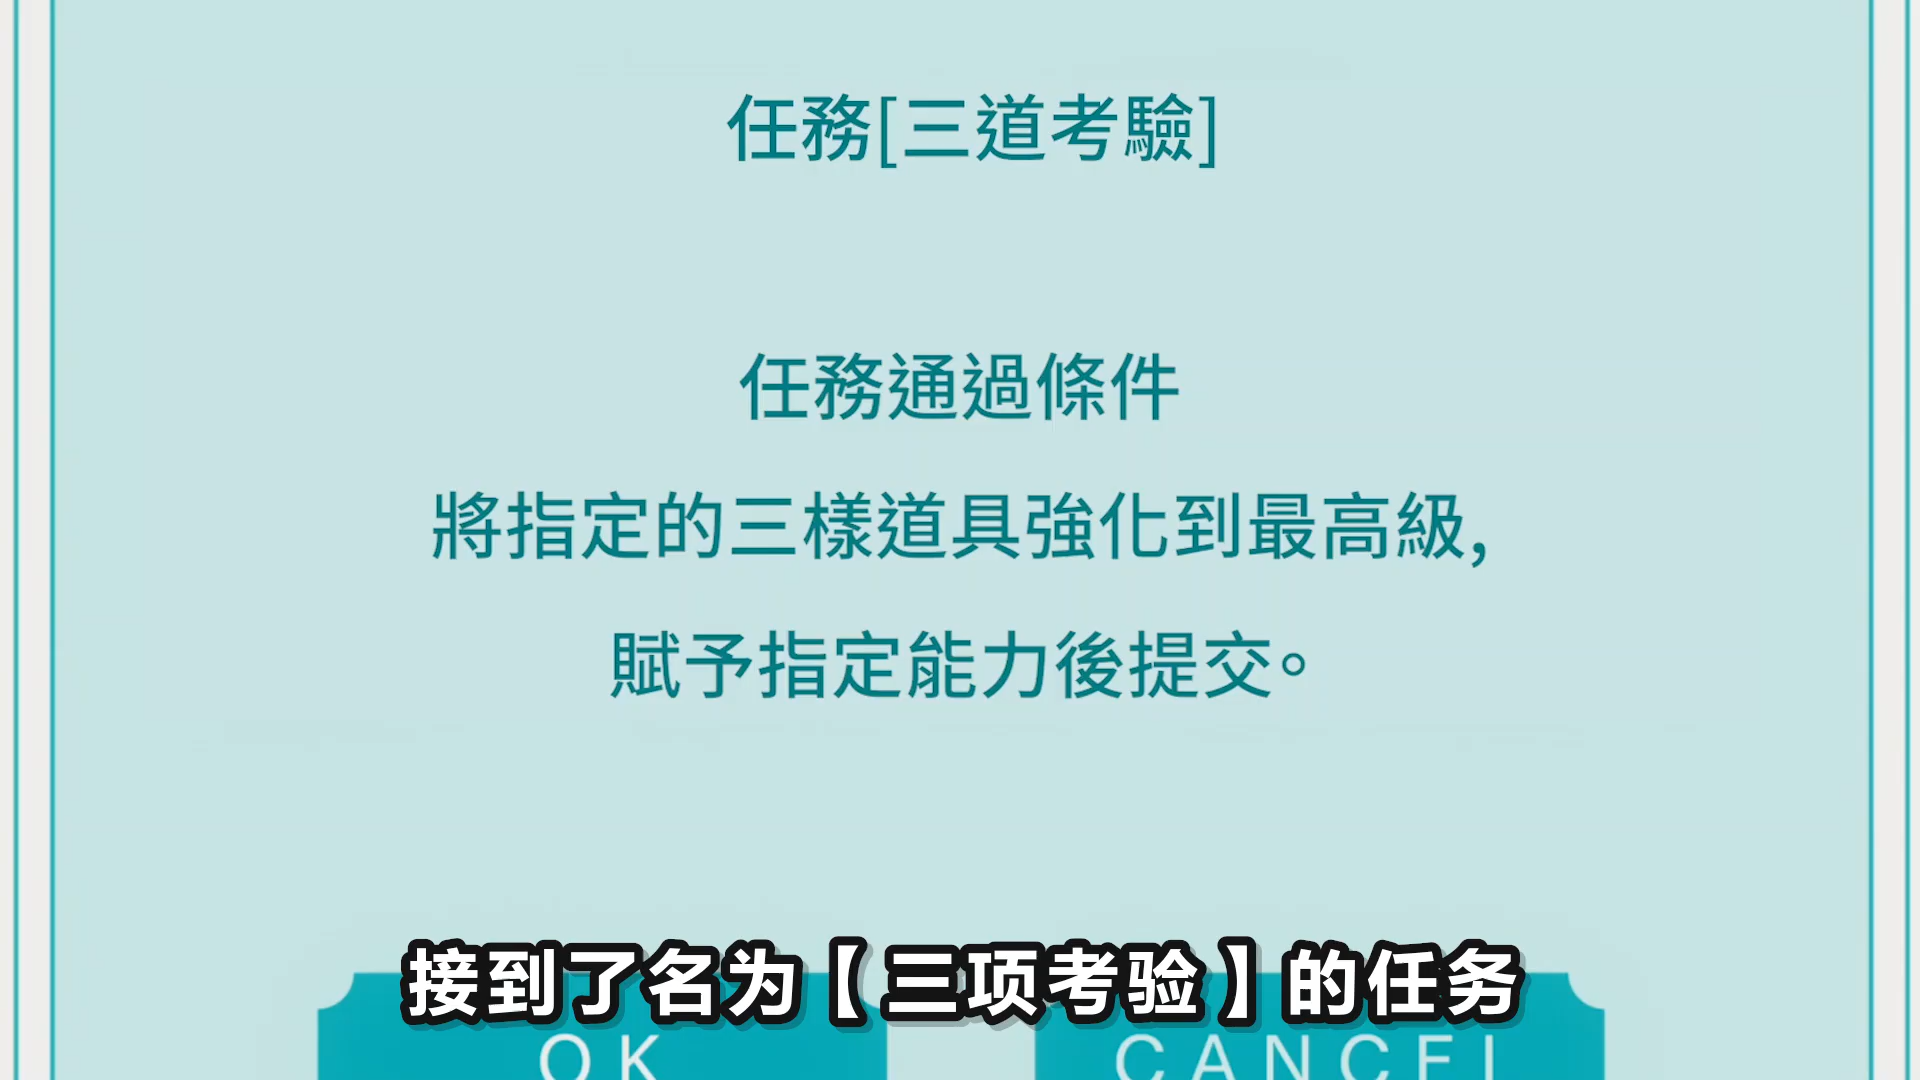 任務[三道考驗]
任務通過條件
將指定的三樣道具強化到最高級,
賦予指定能力後提交。
接到了名为【三项考验】的任务
OK
CANCEL